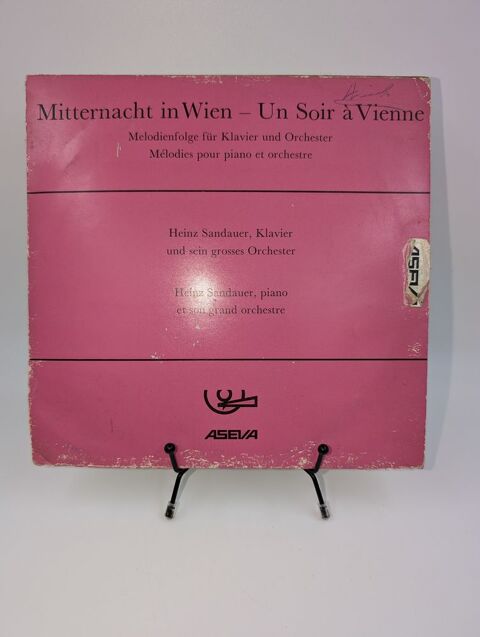 Mitternacht in Wien – Un Soir à Vienne
Melodienfolge für Klavier und Orchester
Mélodies pour piano et orchestre
Heinz Sandauer, Klavier
und sein grosses Orchester
ASEVA
Heinz Sandauer, piano
et son grand orchestre
ASEVA